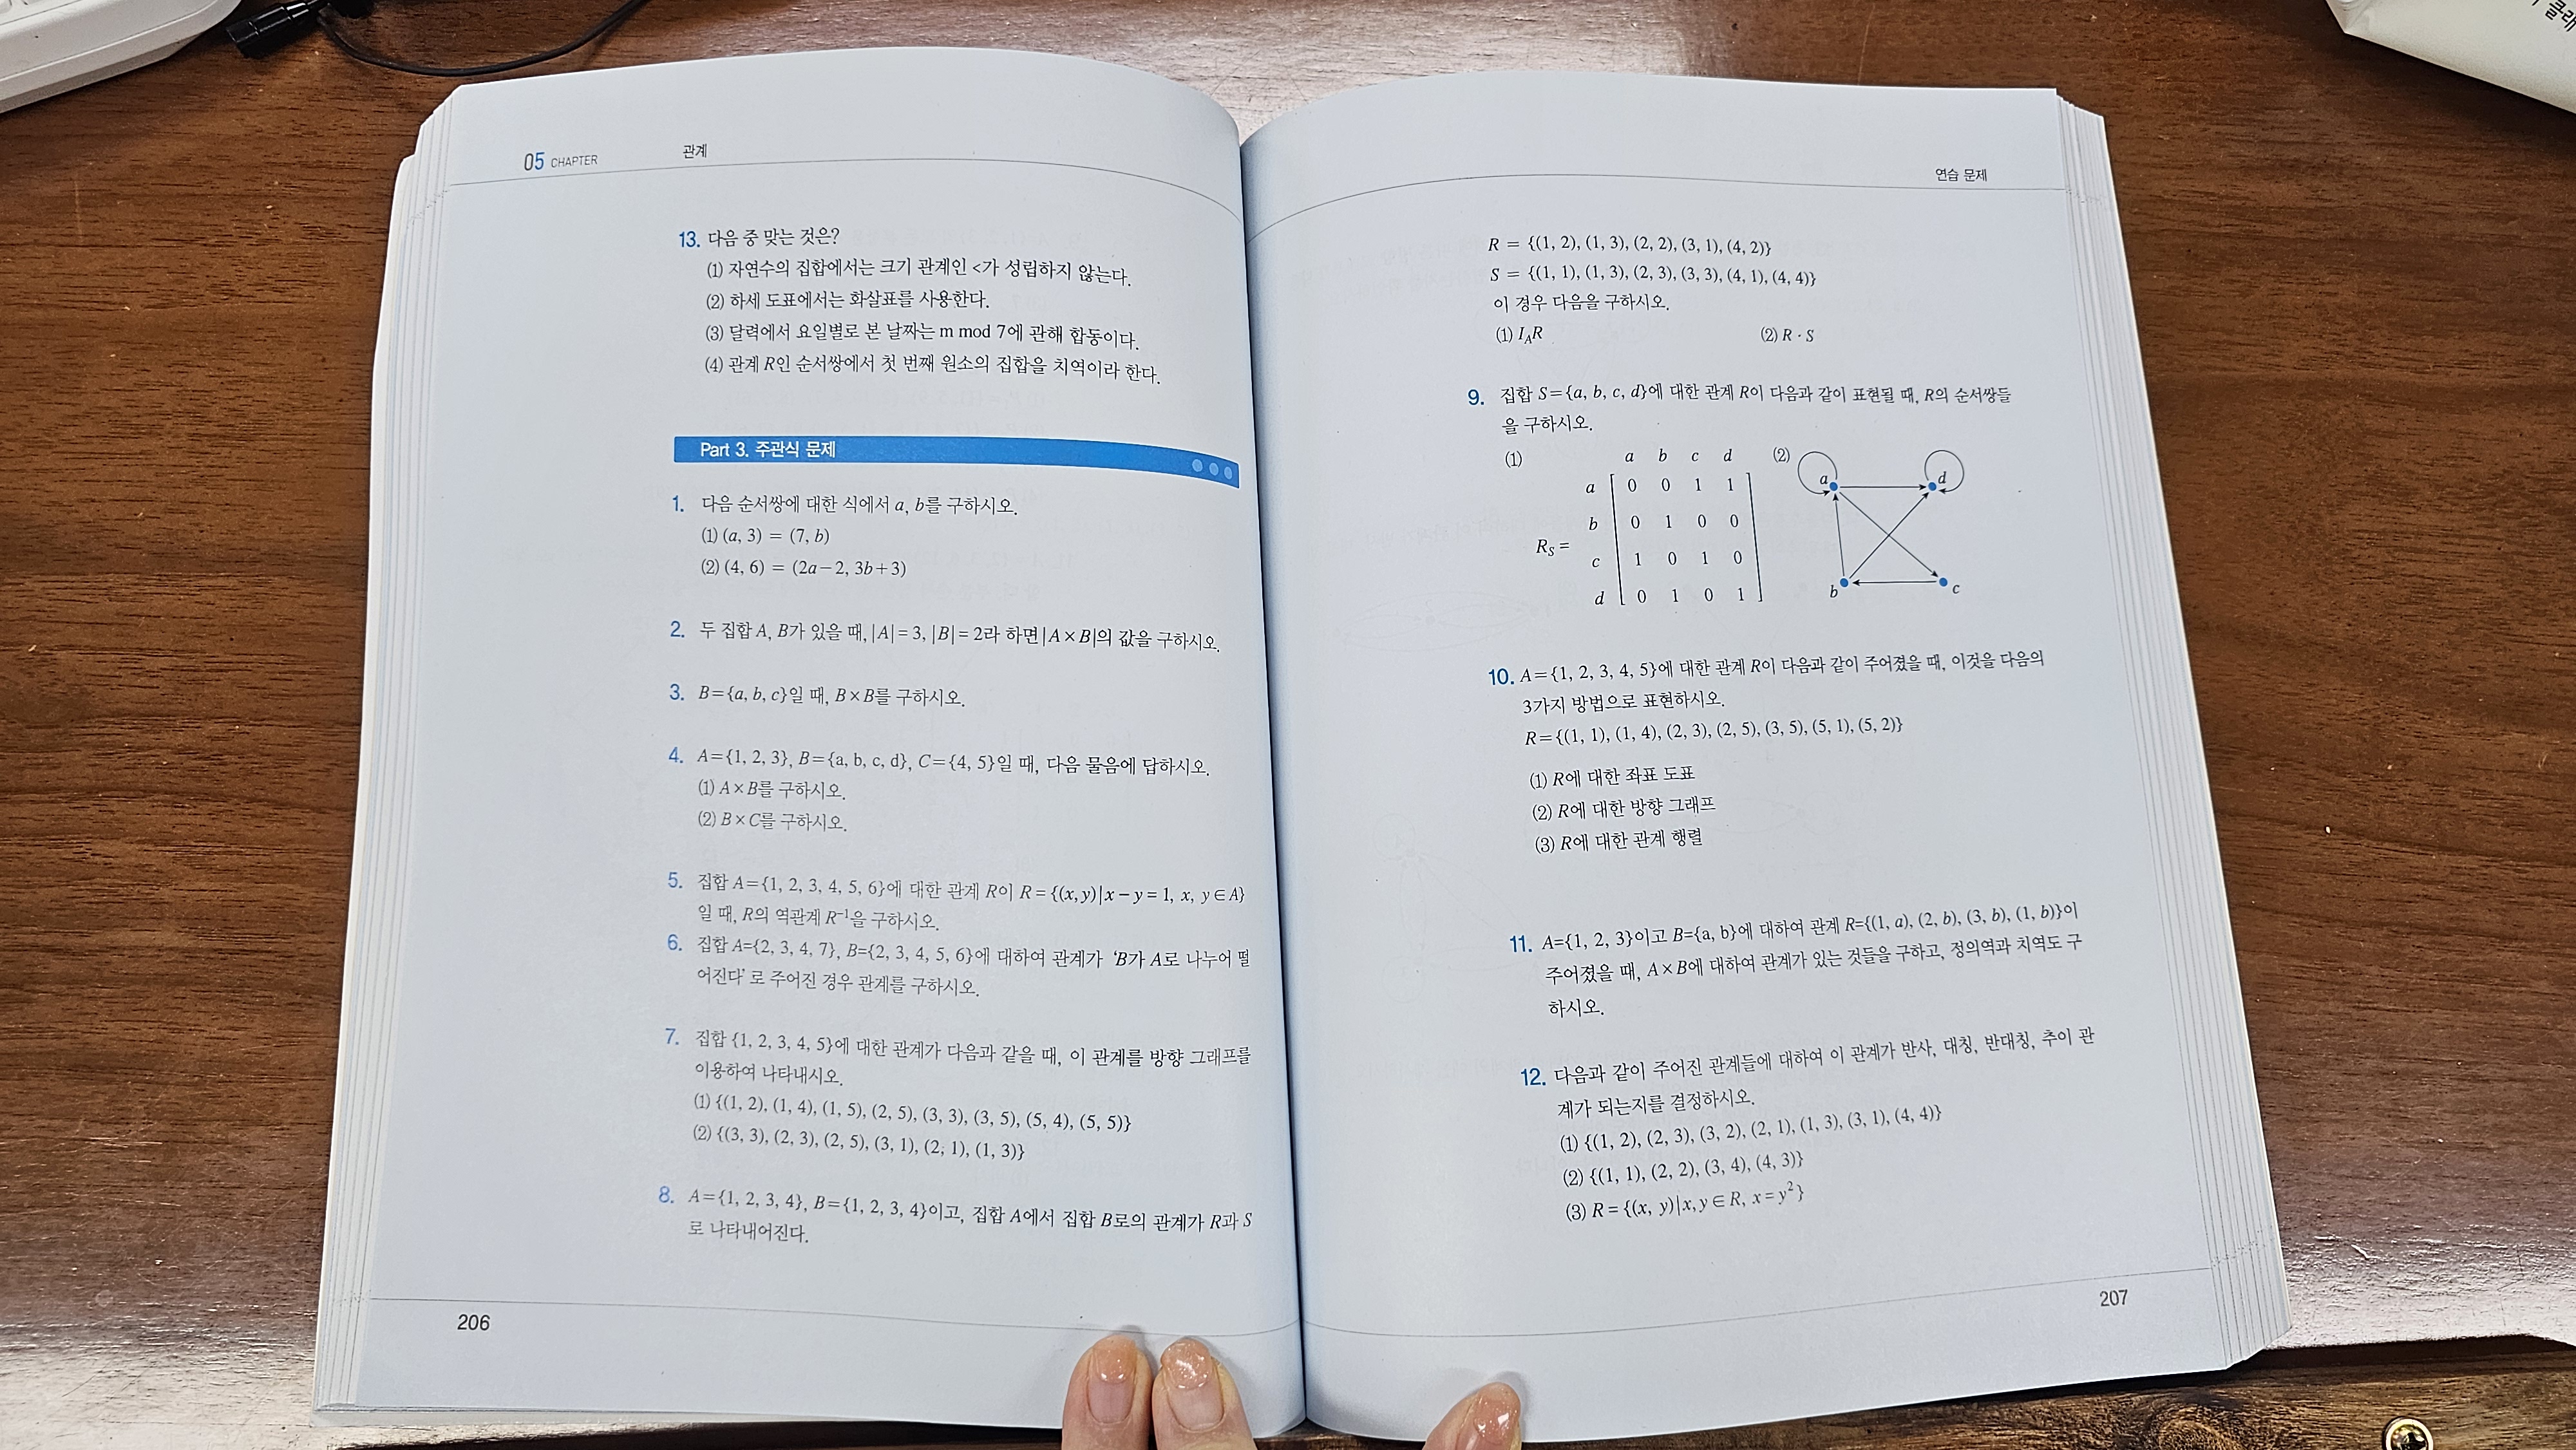 05 CHAPTER 관계
13. 다음 중 맞는 것은?
(1) 자연수의 집합에서는 크기 관계인 <가 성립하지 않는다.
(2) 하세 도표에서는 화살표를 사용한다.
(3) 달력에서 요일별로 본 날짜는 m mod 7에 관해 합동이다.
(4) 관계 R인 순서쌍에서 첫 번째 원소의 집합을 치역이라 한다.
Part 3. 주관식 문제
1. 다음 순서쌍에 대한 식에서 a, b를 구하시오.
(1) (a, 3) = (7, b)
(2) (4, 6) = (2a-2, 3b+3)
2. 두 집합 A, B가 있을 때, |A| = 3, |B| = 2라 하면 |A×B|의 값을 구하시오.
3. B={a, b, c}일 때, B×B를 구하시오.
4. A={1, 2, 3}, B={a, b, c, d}, C={4, 5}일 때, 다음 물음에 답하시오.
(1) A×B를 구하시오.
(2) B×C를 구하시오.
5. 집합 A={1, 2, 3, 4, 5, 6}에 대한 관계 R이 R = {(x,y)|x-y=1, x, y∈A}
일 때, R의 역관계 R⁻¹을 구하시오.
6. 집합 A={2, 3, 4, 7}, B={2, 3, 4, 5, 6}에 대하여 관계가 ‘B가 A로 나누어 떨
어진다’로 주어진 경우 관계를 구하시오.
7. 집합 {1, 2, 3, 4, 5}에 대한 관계가 다음과 같을 때, 이 관계를 방향 그래프를
이용하여 나타내시오.
(1) {(1, 2), (1, 4), (1, 5), (2, 5), (3, 3), (3, 5), (5, 4), (5, 5)}
(2) {(3, 3), (2, 3), (2, 5), (3, 1), (2, 1), (1, 3)}
8. A={1, 2, 3, 4}, B={1, 2, 3, 4}이고, 집합 A에서 집합 B로의 관계가 R과 S
로 나타내어진다.
206
연습 문제
R = {(1, 2), (1, 3), (2, 2), (3, 1), (4, 2)}
S = {(1, 1), (1, 3), (2, 3), (3, 3), (4, 1), (4, 4)}
이 경우 다음을 구하시오.
(1) I_A R (2) R · S
9. 집합 S={a, b, c, d}에 대한 관계 R이 다음과 같이 표현될 때, R의 순서쌍들
을 구하시오.
(1) a b c d
a 0 0 1 1
b 0 1 0 0
R_S =
c 1 0 1 0
d 0 1 0 1
(2)
a d
b c
10. A={1, 2, 3, 4, 5}에 대한 관계 R이 다음과 같이 주어졌을 때, 이것을 다음의
3가지 방법으로 표현하시오.
R={(1, 1), (1, 4), (2, 3), (2, 5), (3, 5), (5, 1), (5, 2)}
(1) R에 대한 좌표 도표
(2) R에 대한 방향 그래프
(3) R에 대한 관계 행렬
11. A={1, 2, 3}이고 B={a, b}에 대하여 관계 R={(1, a), (2, b), (3, b), (1, b)}이
주어졌을 때, A×B에 대하여 관계가 있는 것들을 구하고, 정의역과 치역도 구
하시오.
12. 다음과 같이 주어진 관계들에 대하여 이 관계가 반사, 대칭, 반대칭, 추이 관
계가 되는지를 결정하시오.
(1) {(1, 2), (2, 3), (3, 2), (2, 1), (1, 3), (3, 1), (4, 4)}
(2) {(1, 1), (2, 2), (3, 4), (4, 3)}
(3) R = {(x, y)|x, y∈R, x=y²}
207